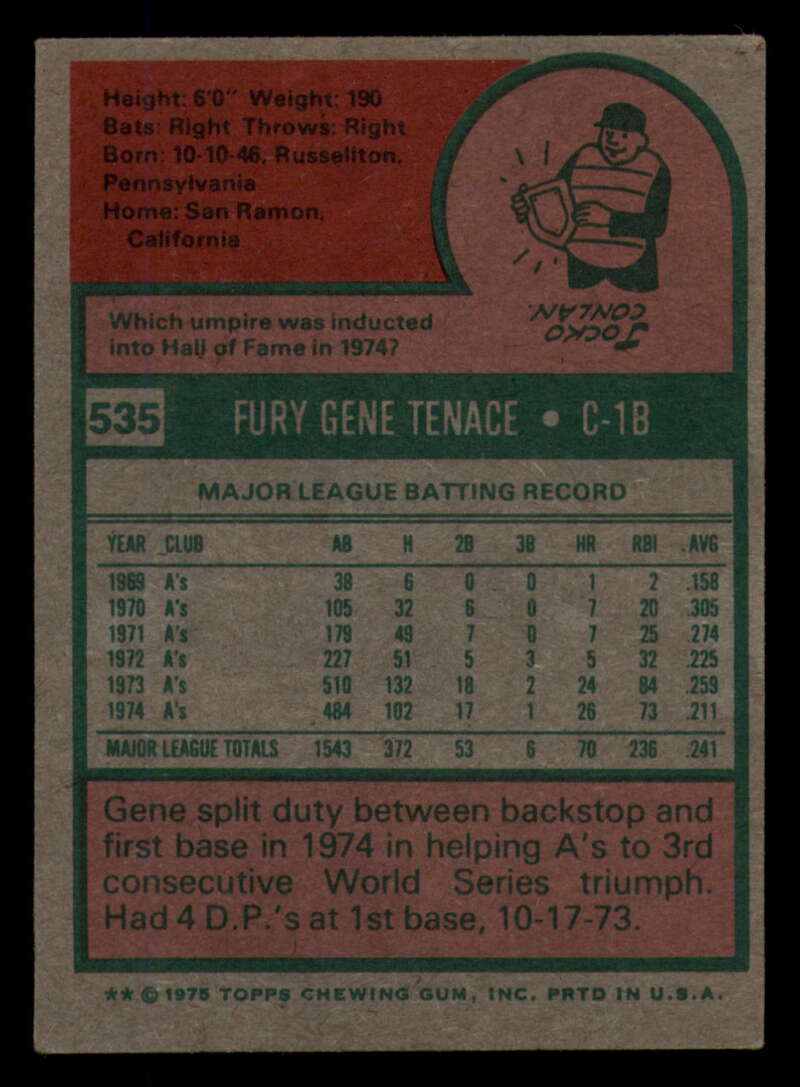 Height: 6'0" Weight: 190
Bats: Right Throws: Right
Born: 10-10-46, Russellton,
Pennsylvania
Home: San Ramon,
California
Which umpire was inducted
into Hall of Fame in 1974?
JOCKO
CONLAN.
535 FURY GENE TENACE • C-1B
MAJOR LEAGUE BATTING RECORD
YEAR CLUB AB H 2B 3B HR RBI AVG
1969 A's 38 6 0 0 1 2 .158
1970 A's 105 32 6 0 7 20 .305
1971 A's 179 49 7 0 7 25 .274
1972 A's 227 51 5 3 5 32 .225
1973 A's 510 132 18 2 24 84 .259
1974 A's 484 102 17 1 26 73 .211
MAJOR LEAGUE TOTALS 1543 372 53 6 70 236 .241
Gene split duty between backstop and
first base in 1974 in helping A's to 3rd
consecutive World Series triumph.
Had 4 D.P.'s at 1st base, 10-17-73.
** © 1975 TOPPS CHEWING GUM, INC. PRTD IN U.S.A.